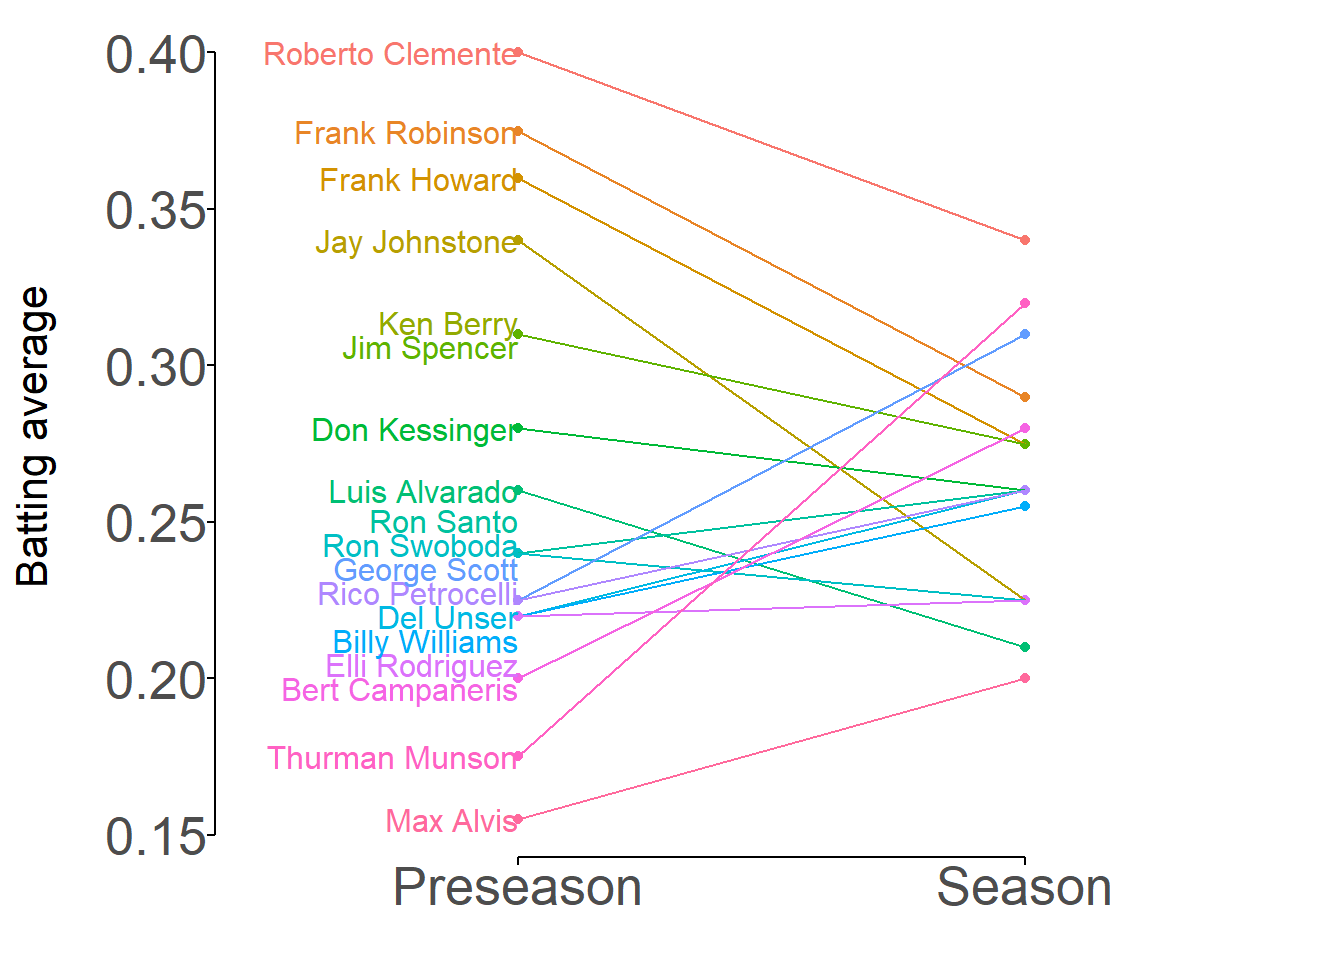 Batting average
0.40
0.35
0.30
0.25
0.20
0.15
Roberto Clemente
Frank Robinson
Frank Howard
Jay Johnstone
Ken Berry
Jim Spencer
Don Kessinger
Luis Alvarado
Ron Santo
Ron Swoboda
George Scott
Rico Petrocelli
Del Unser
Billy Williams
Elli Rodriguez
Bert Campaneris
Thurman Munson
Max Alvis
Preseason
Season